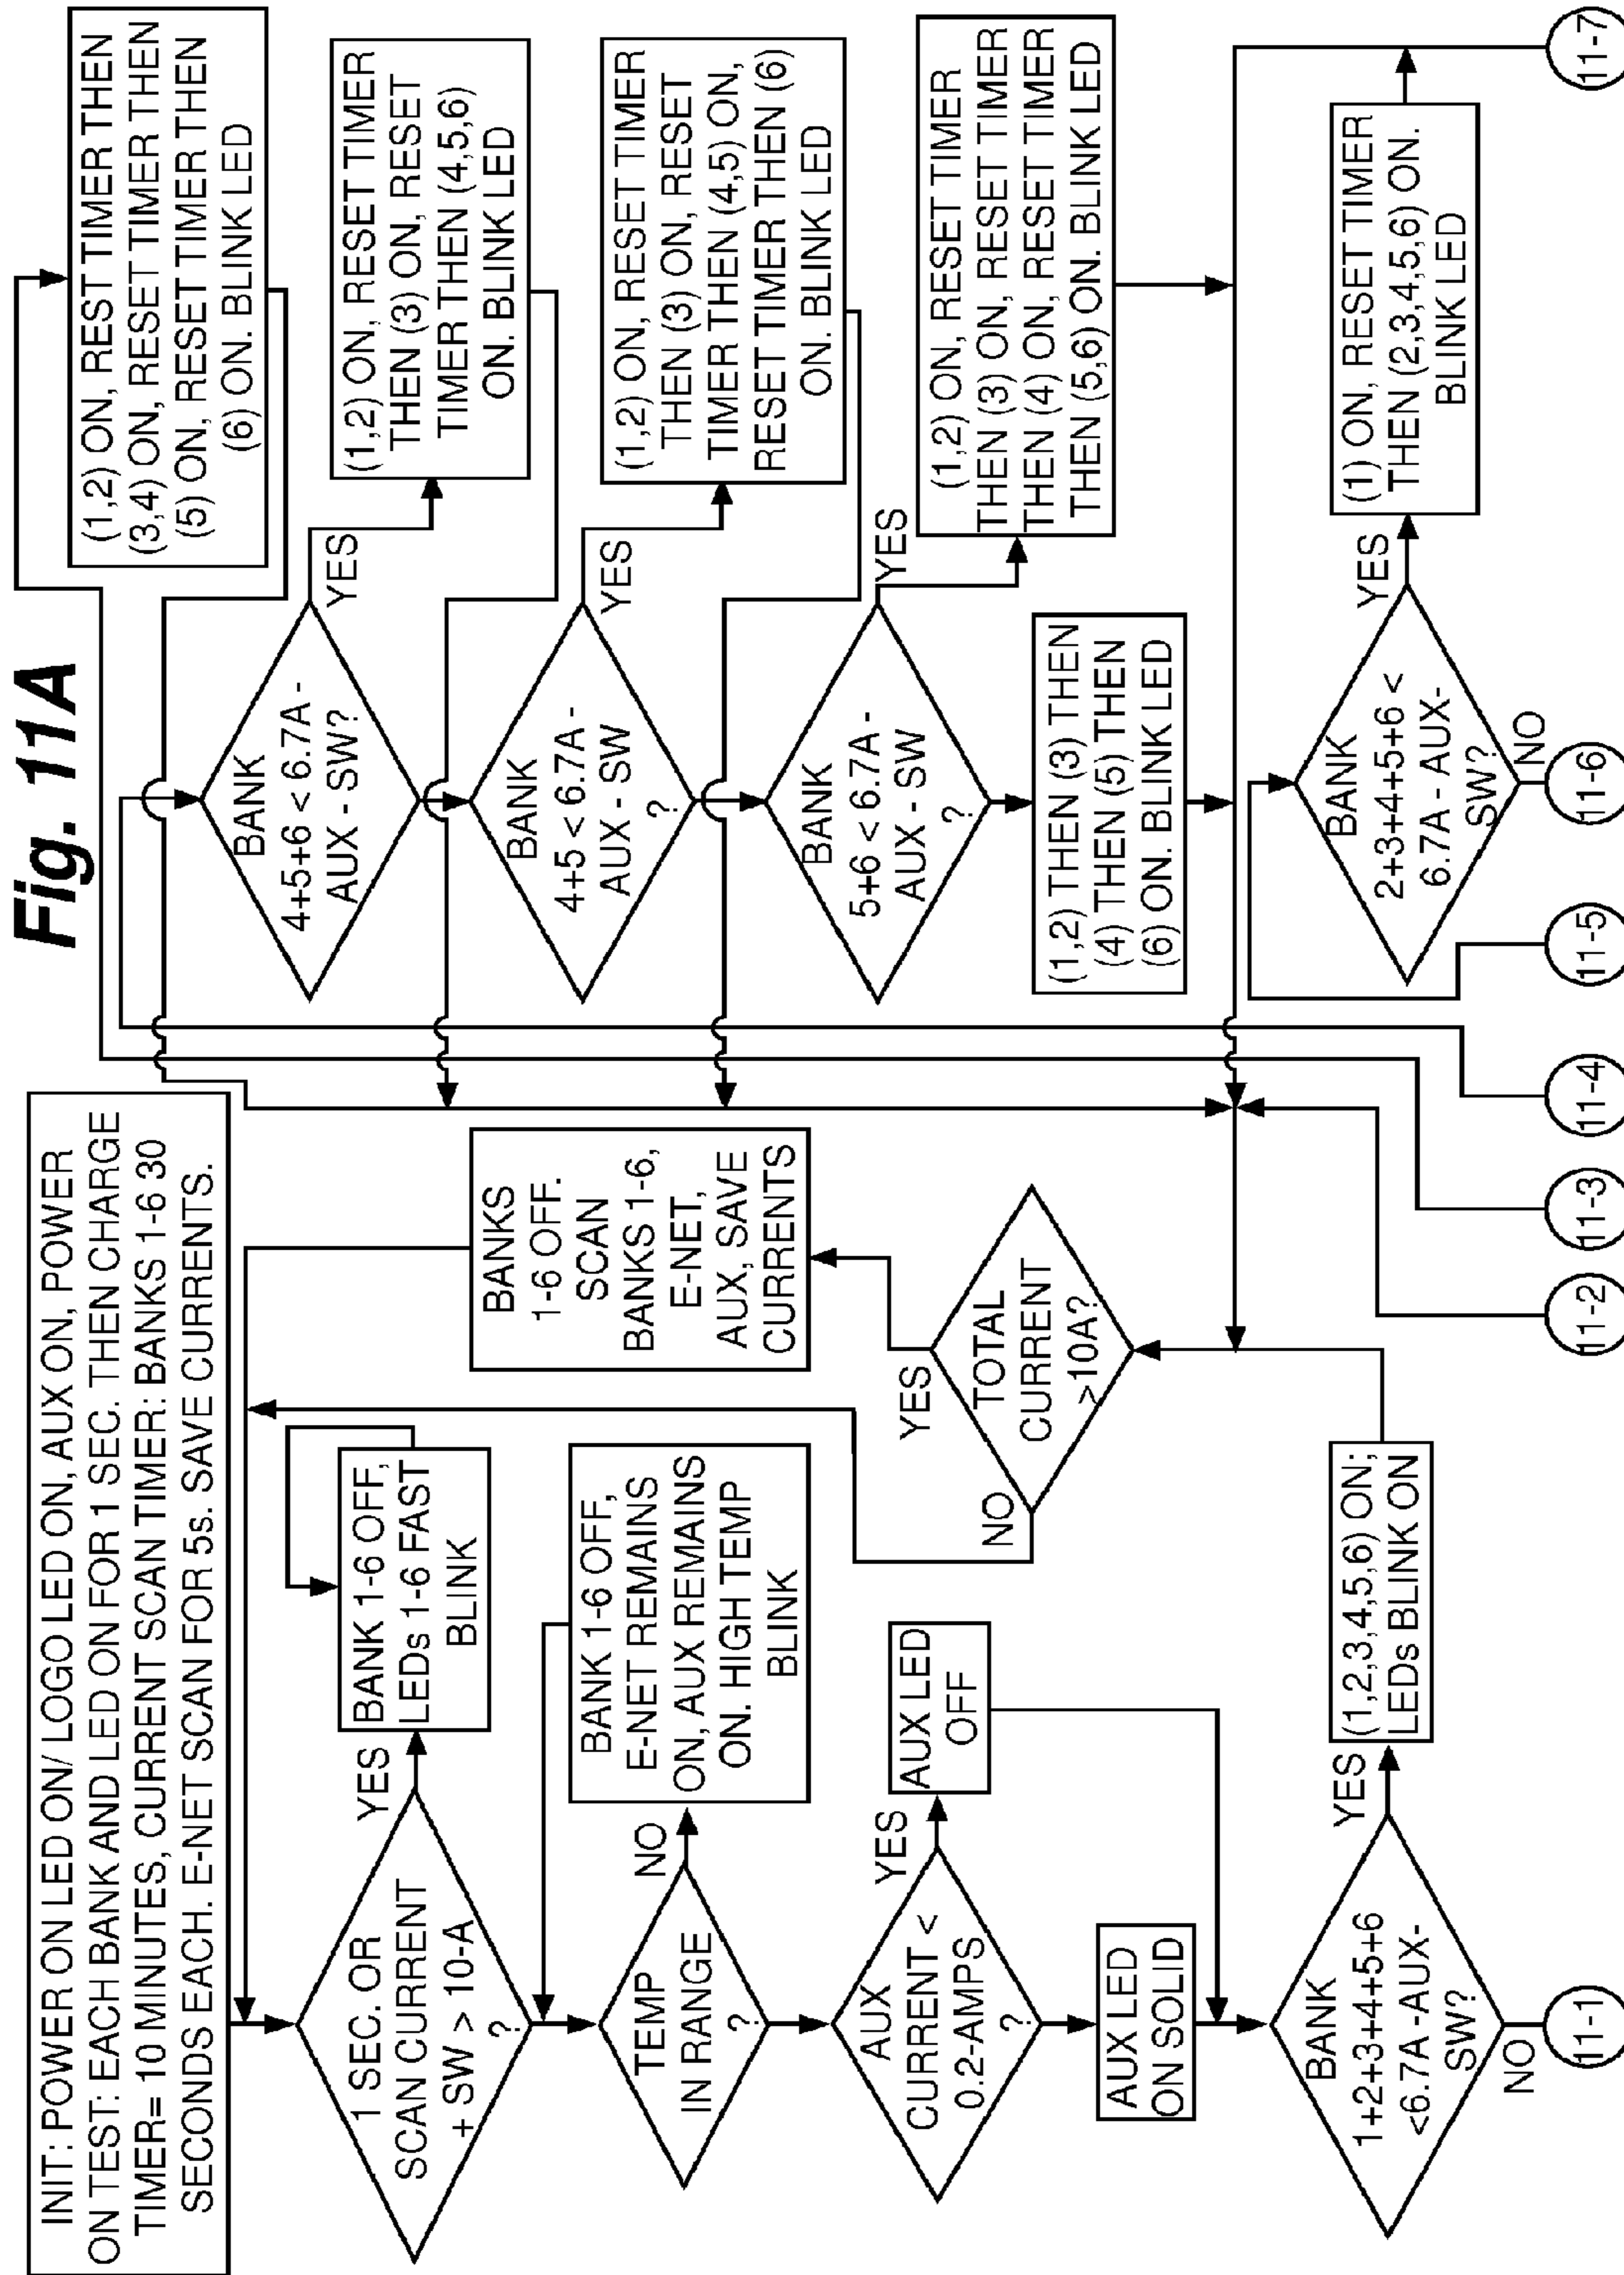 Fig. 11A
INIT: POWER ON LED ON/ LOGO LED ON, AUX ON, POWER
ON TEST: EACH BANK AND LED ON FOR 1 SEC. THEN CHARGE
TIMER= 10 MINUTES, CURRENT SCAN TIMER: BANKS 1-6 30
SECONDS EACH. E-NET SCAN FOR 5s. SAVE CURRENTS.
1 SEC. OR
SCAN CURRENT
+ SW > 10-A
?
YES
BANK 1-6 OFF,
LEDs 1-6 FAST
BLINK
TEMP
IN RANGE
?
NO
BANK 1-6 OFF,
E-NET REMAINS
ON, AUX REMAINS
ON. HIGH TEMP
BLINK
AUX
CURRENT <
0.2-AMPS
?
YES
AUX LED
OFF
AUX LED
ON SOLID
BANK
1+2+3+4+5+6
<6.7A -AUX-
SW?
YES
NO
(1,2,3,4,5,6) ON;
LEDs BLINK ON
11-1
TOTAL
CURRENT
>10A?
YES
NO
BANKS
1-6 OFF.
SCAN
BANKS 1-6,
E-NET,
AUX, SAVE
CURRENTS
11-2
11-3
11-4
(1,2) ON, REST TIMER THEN
(3,4) ON, RESET TIMER THEN
(5) ON, RESET TIMER THEN
(6) ON. BLINK LED
BANK
4+5+6 < 6.7A -
AUX - SW?
YES
(1,2) ON, RESET TIMER
THEN (3) ON, RESET
TIMER THEN (4,5,6)
ON. BLINK LED
BANK
4+5 < 6.7A -
AUX - SW
?
YES
(1,2) ON, RESET TIMER
THEN (3) ON, RESET
TIMER THEN (4,5) ON,
RESET TIMER THEN (6)
ON. BLINK LED
BANK
5+6 < 6.7A -
AUX - SW
?
YES
(1,2) ON, RESET TIMER
THEN (3) ON, RESET TIMER
THEN (4) ON, RESET TIMER
THEN (5,6) ON. BLINK LED
(1,2) THEN (3) THEN
(4) THEN (5) THEN
(6) ON. BLINK LED
BANK
2+3+4+5+6 <
6.7A - AUX-
SW?
YES
NO
(1) ON, RESET TIMER
THEN (2,3,4,5,6) ON.
BLINK LED
11-5
11-6
11-7